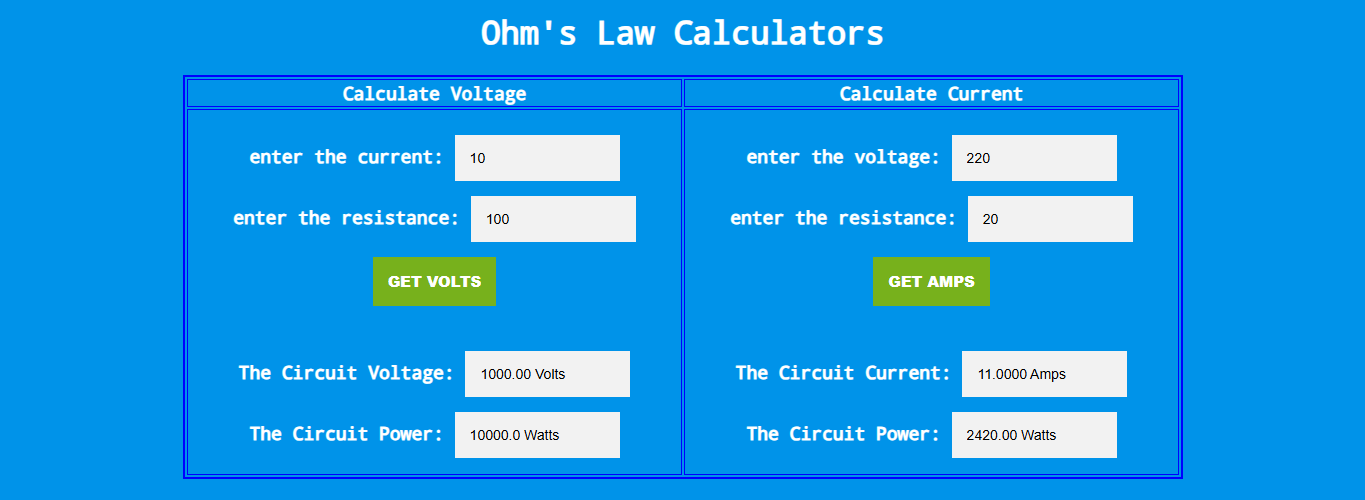 Ohm's Law Calculators
Calculate Voltage
enter the current: 10
enter the resistance: 100
GET VOLTS
The Circuit Voltage: 1000.00 Volts
The Circuit Power: 10000.0 Watts
Calculate Current
enter the voltage: 220
enter the resistance: 20
GET AMPS
The Circuit Current: 11.0000 Amps
The Circuit Power: 2420.00 Watts